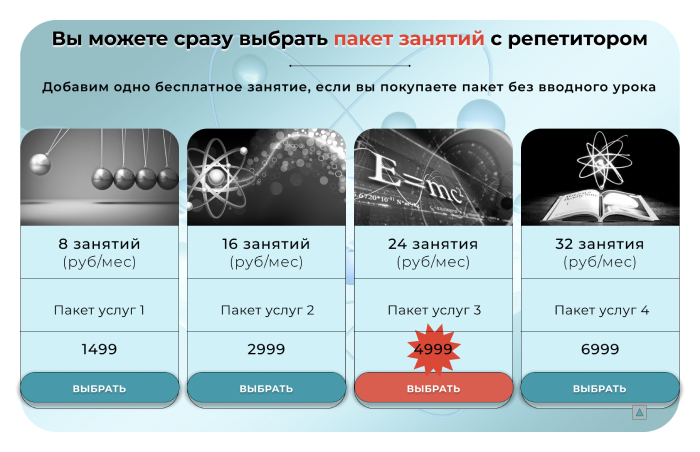 Вы можете сразу выбрать пакет занятий с репетитором
Добавим одно бесплатное занятие, если вы покупаете пакет без вводного урока
E=mc²
8 занятий
(руб/мес)
Пакет услуг 1
1499
ВЫБРАТЬ
16 занятий
(руб/мес)
Пакет услуг 2
2999
ВЫБРАТЬ
24 занятия
(руб/мес)
Пакет услуг 3
4999
ВЫБРАТЬ
32 занятия
(руб/мес)
Пакет услуг 4
6999
ВЫБРАТЬ